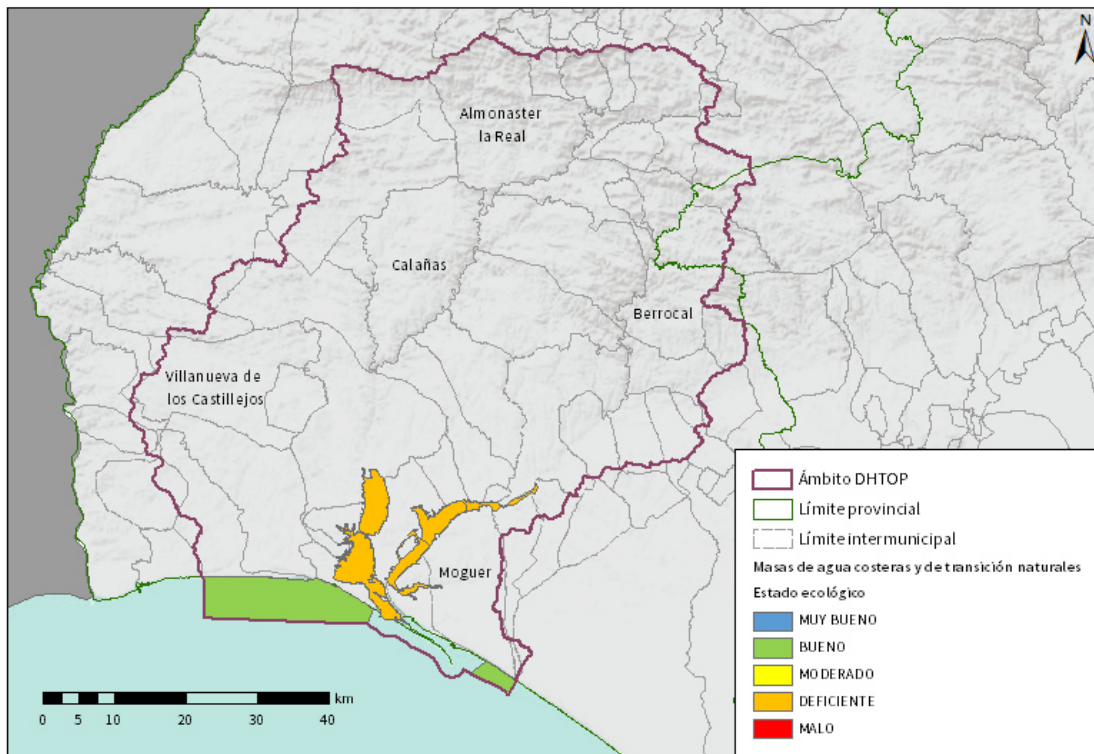 N
Almonaster
la Real
Calañas
Berrocal
Villanueva de
los Castillejos
Moguer
0 5 10 20 30 40
km
Ámbito DHTOP
Límite provincial
Límite intermunicipal
Masas de agua costeras y de transición naturales
Estado ecológico
MUY BUENO
BUENO
MODERADO
DEFICIENTE
MALO